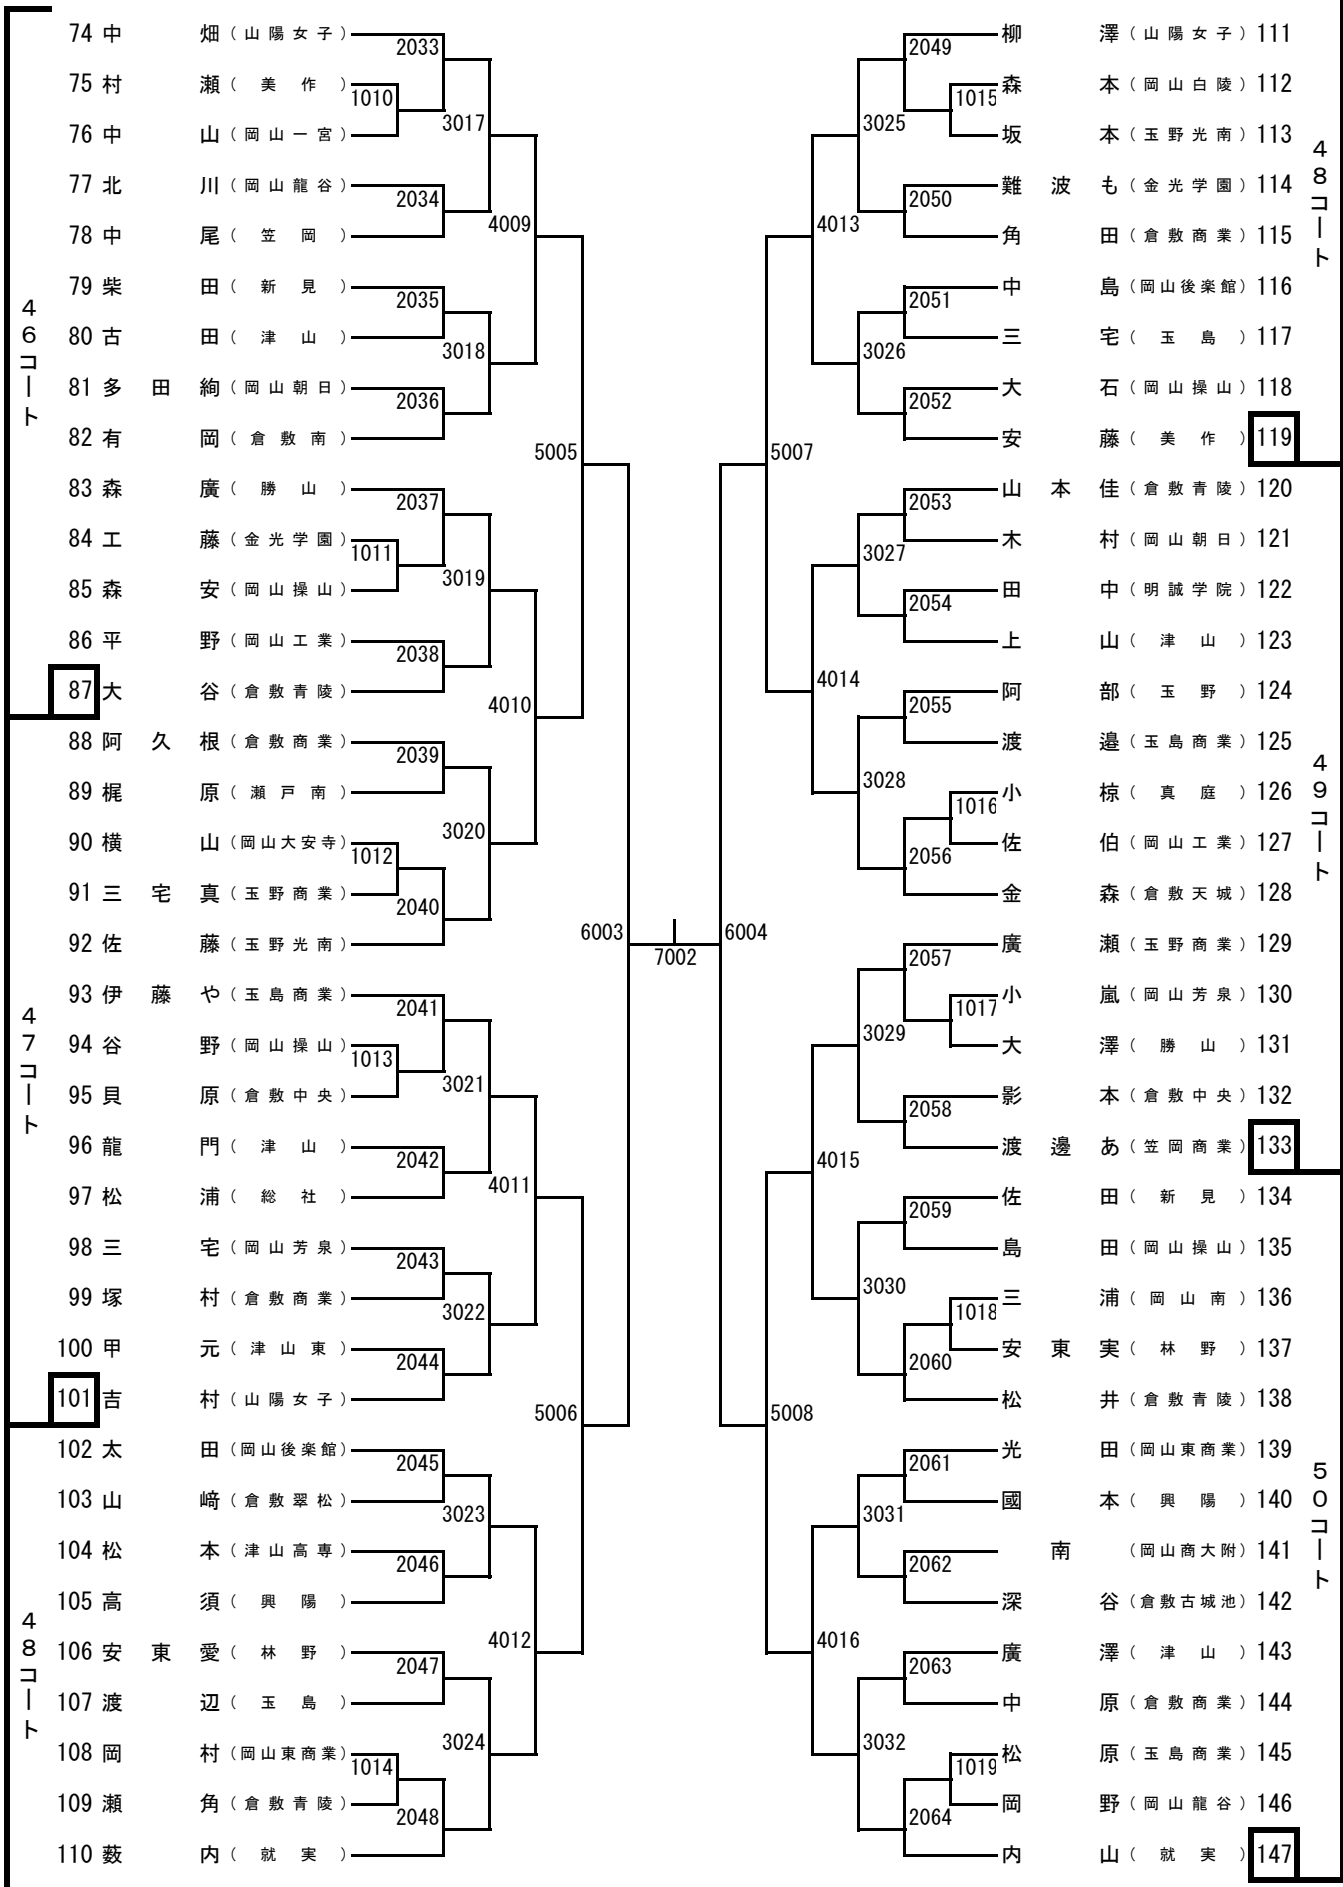 74 中畑 (山陽女子)
75 村瀬 (美作)
76 中山 (岡山一宮)
77 北川 (岡山龍谷)
78 中尾 (笠岡)
79 柴田 (新見)
80 古田 (津山)
81 多田絢 (岡山朝日)
82 有岡 (倉敷南)
83 森廣 (勝山)
84 工藤 (金光学園)
85 森安 (岡山操山)
86 平野 (岡山工業)
87 大谷 (倉敷青陵)
88 阿久根 (倉敷商業)
89 梶原 (瀬戸南)
90 横山 (岡山大安寺)
91 三宅真 (玉野商業)
92 佐藤 (玉野光南)
93 伊藤や (玉島商業)
94 谷野 (岡山操山)
95 貝原 (倉敷中央)
96 龍門 (津山)
97 松浦 (総社)
98 三宅 (岡山芳泉)
99 塚村 (倉敷商業)
100 甲元 (津山東)
101 吉村 (山陽女子)
102 太田 (岡山後楽館)
103 山﨑 (倉敷翠松)
104 松本 (津山高専)
105 高須 (興陽)
106 安東愛 (林野)
107 渡辺 (玉島)
108 岡村 (岡山東商業)
109 瀬角 (倉敷青陵)
110 薮内 (就実)
46コート
47コート
48コート
1010
1011
1012
1013
1014
2033
2034
2035
2036
2037
2038
2039
2040
2041
2042
2043
2044
2045
2046
2047
2048
3017
3018
3019
3020
3021
3022
3023
3024
4009
4010
4011
4012
5005
5006
6003
7002
6004
5007
5008
4013
4014
4015
4016
3025
3026
3027
3028
3029
3030
3031
3032
2049
2050
2051
2052
2053
2054
2055
2056
2057
2058
2059
2060
2061
2062
2063
2064
1015
1016
1017
1018
1019
柳澤 (山陽女子) 111
森本 (岡山白陵) 112
坂本 (玉野光南) 113
難波も (金光学園) 114
角田 (倉敷商業) 115
中島 (岡山後楽館) 116
三宅 (玉島) 117
大石 (岡山操山) 118
安藤 (美作) 119
山本佳 (倉敷青陵) 120
木村 (岡山朝日) 121
田中 (明誠学院) 122
上山 (津山) 123
阿部 (玉野) 124
渡邉 (玉島商業) 125
小椋 (真庭) 126
佐伯 (岡山工業) 127
金森 (倉敷天城) 128
廣瀬 (玉野商業) 129
小嵐 (岡山芳泉) 130
大澤 (勝山) 131
影本 (倉敷中央) 132
渡邊あ (笠岡商業) 133
佐田 (新見) 134
島田 (岡山操山) 135
三浦 (岡山南) 136
安東実 (林野) 137
松井 (倉敷青陵) 138
光田 (岡山東商業) 139
國本 (興陽) 140
南 (岡山商大附) 141
深谷 (倉敷古城池) 142
廣澤 (津山) 143
中原 (倉敷商業) 144
松原 (玉島商業) 145
岡野 (岡山龍谷) 146
内山 (就実) 147
48コート
49コート
50コート